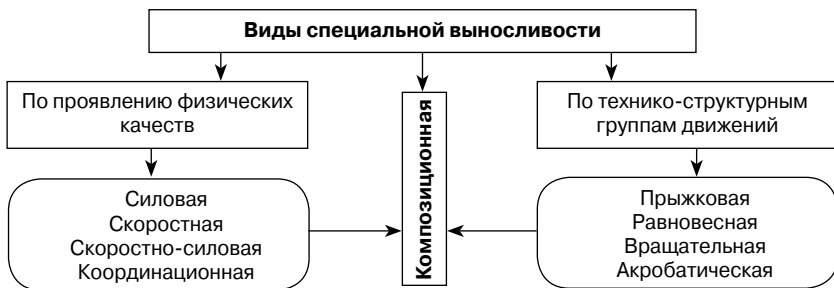 Виды специальной выносливости
По проявлению физических
качеств
Композиционная
По технико-структурным
группам движений
Силовая
Скоростная
Скоростно-силовая
Координационная
Прыжковая
Равновесная
Вращательная
Акробатическая